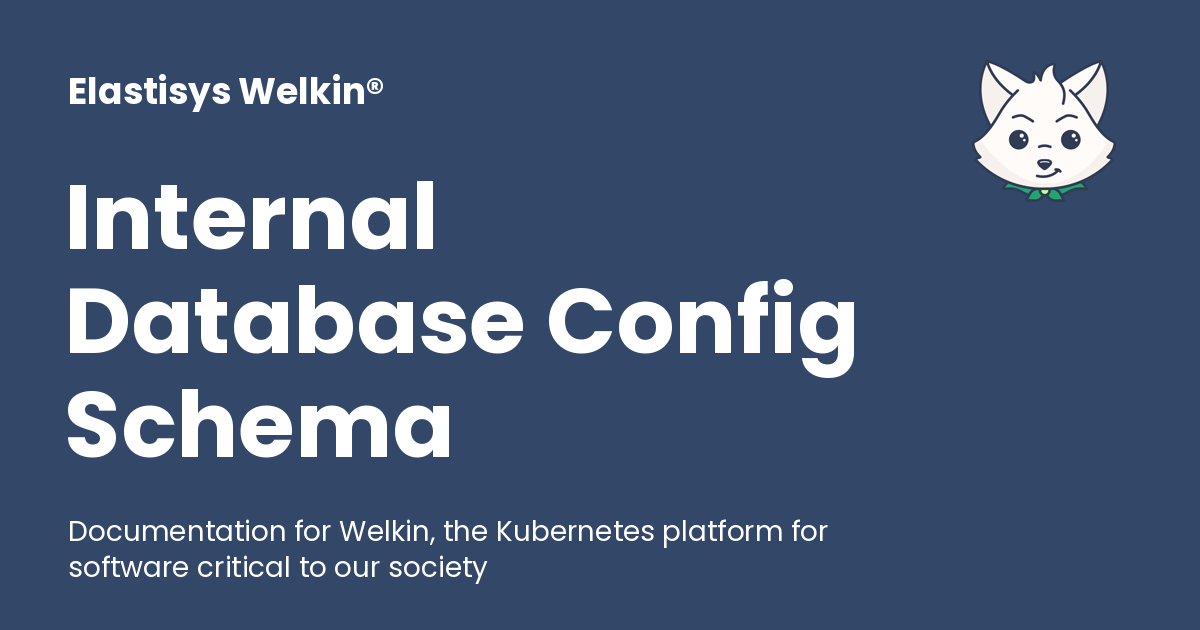 Elastisys Welkin®
Internal
Database Config
Schema
Documentation for Welkin, the Kubernetes platform for
software critical to our society